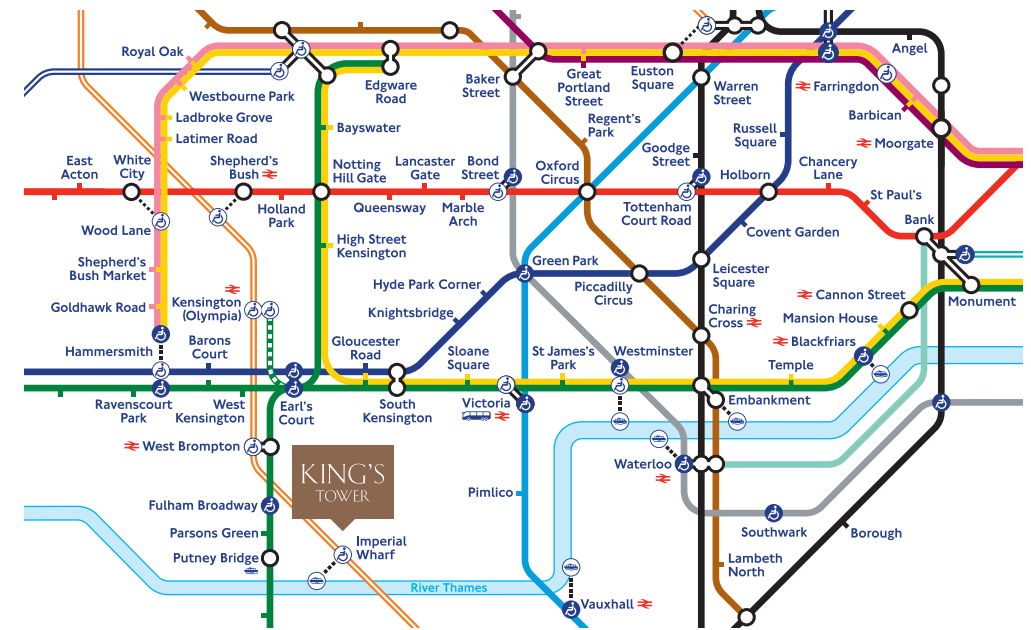 Royal Oak
Angel
Edgware
Road
Baker
Street
Great
Portland
Street
Euston
Square
Warren
Street
Farringdon
Westbourne Park
Ladbroke Grove
Latimer Road
Bayswater
Regent's
Park
Russell
Square
Barbican
Moorgate
East
Acton
White
City
Shepherd's
Bush
Notting
Hill Gate
Lancaster
Gate
Bond
Street
Oxford
Circus
Goodge
Street
Holborn
Chancery
Lane
St Paul's
Holland
Park
Queensway
Marble
Arch
Tottenham
Court Road
Bank
Wood Lane
Covent Garden
High Street
Kensington
Shepherd's
Bush Market
Green Park
Hyde Park Corner
Piccadilly
Circus
Leicester
Square
Cannon Street
Monument
Goldhawk Road
Kensington
(Olympia)
Knightsbridge
Charing
Cross
Mansion House
Blackfriars
Hammersmith
Barons
Court
Gloucester
Road
Sloane
Square
St James's
Park
Westminster
Temple
Ravenscourt
Park
West
Kensington
Earl's
Court
South
Kensington
Victoria
Embankment
West Brompton
KING'S
TOWER
Waterloo
Pimlico
Fulham Broadway
Southwark
Borough
Parsons Green
Imperial
Wharf
Putney Bridge
Lambeth
North
River Thames
Vauxhall